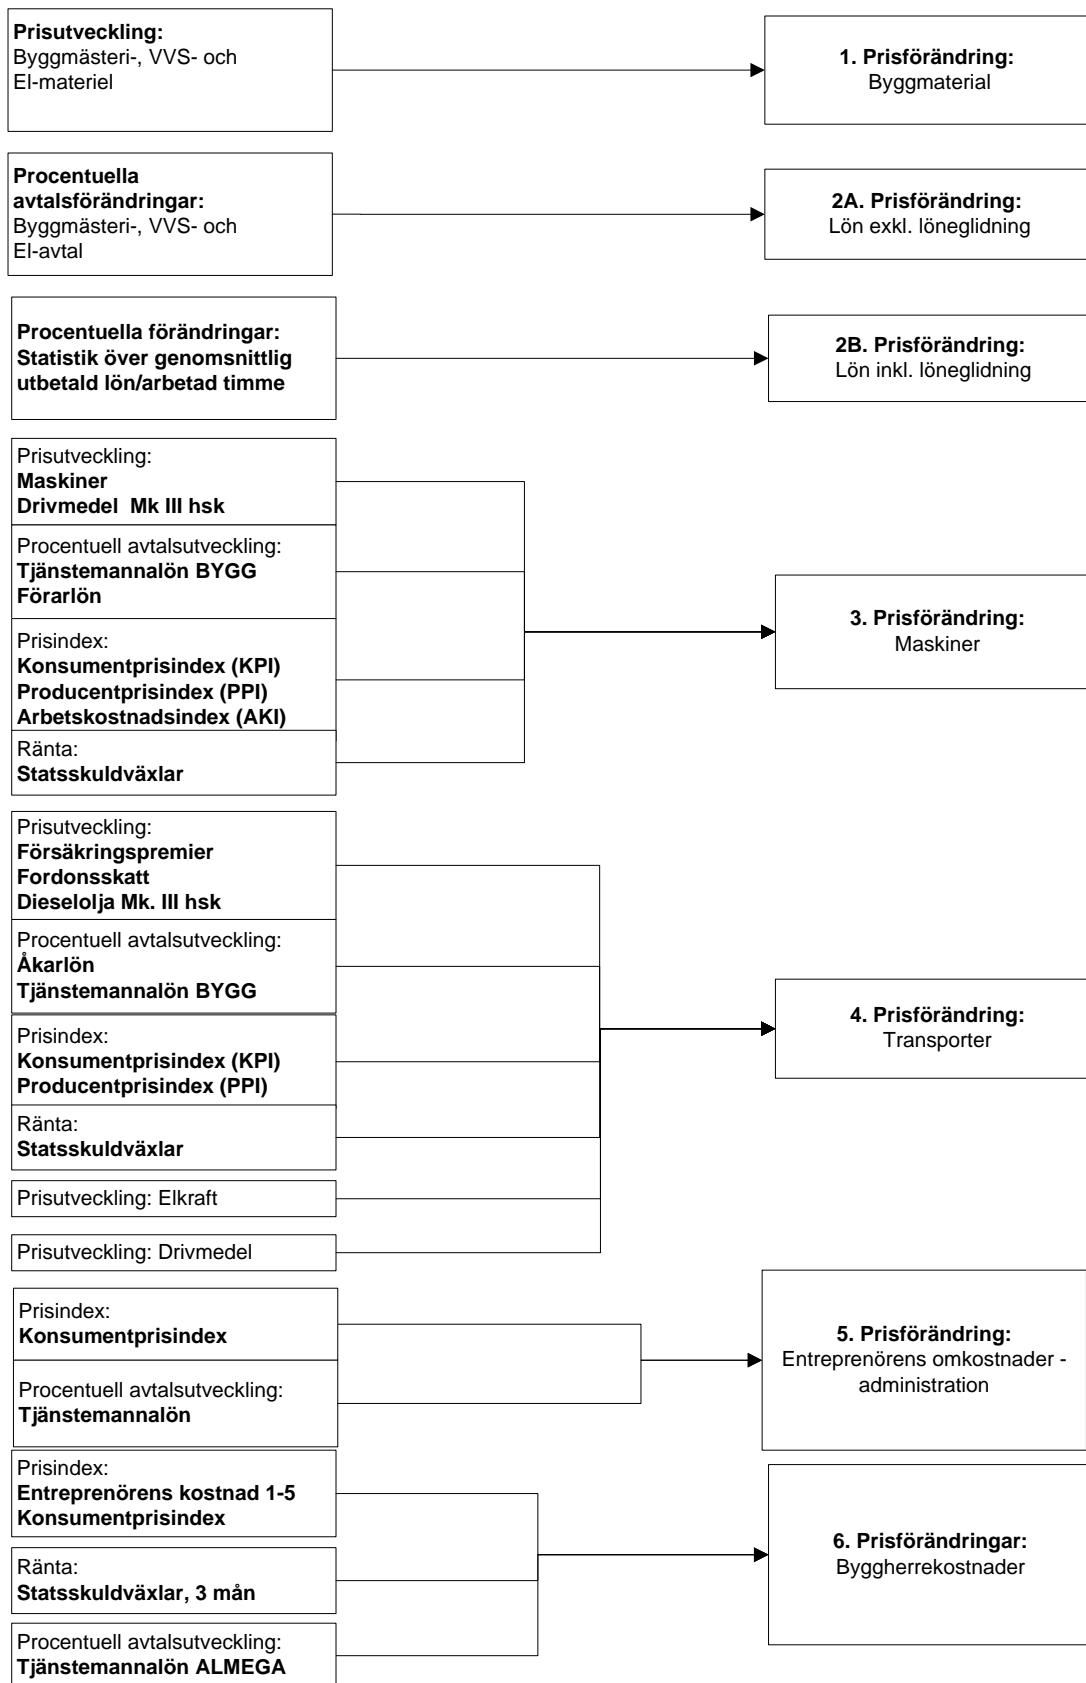 Prisutveckling:
Byggmästeri-, VVS- och
El-materiel
1. Prisförändring:
Byggmaterial
Procentuella
avtalsförändringar:
Byggmästeri-, VVS- och
El-avtal
2A. Prisförändring:
Lön exkl. löneglidning
Procentuella förändringar:
Statistik över genomsnittlig
utbetald lön/arbetad timme
2B. Prisförändring:
Lön inkl. löneglidning
Prisutveckling:
Maskiner
Drivmedel  Mk III hsk
Procentuell avtalsutveckling:
Tjänstemannalön BYGG
Förarlön
Prisindex:
Konsumentprisindex (KPI)
Producentprisindex (PPI)
Arbetskostnadsindex (AKI)
Ränta:
Statsskuldväxlar
3. Prisförändring:
Maskiner
Prisutveckling:
Försäkringspremier
Fordonsskatt
Dieselolja Mk. III hsk
Procentuell avtalsutveckling:
Åkarlön
Tjänstemannalön BYGG
Prisindex:
Konsumentprisindex (KPI)
Producentprisindex (PPI)
Ränta:
Statsskuldväxlar
Prisutveckling: Elkraft
Prisutveckling: Drivmedel
4. Prisförändring:
Transporter
Prisindex:
Konsumentprisindex
Procentuell avtalsutveckling:
Tjänstemannalön
5. Prisförändring:
Entreprenörens omkostnader -
administration
Prisindex:
Entreprenörens kostnad 1-5
Konsumentprisindex
Ränta:
Statsskuldväxlar, 3 mån
Procentuell avtalsutveckling:
Tjänstemannalön ALMEGA
6. Prisförändringar:
Byggherrekostnader